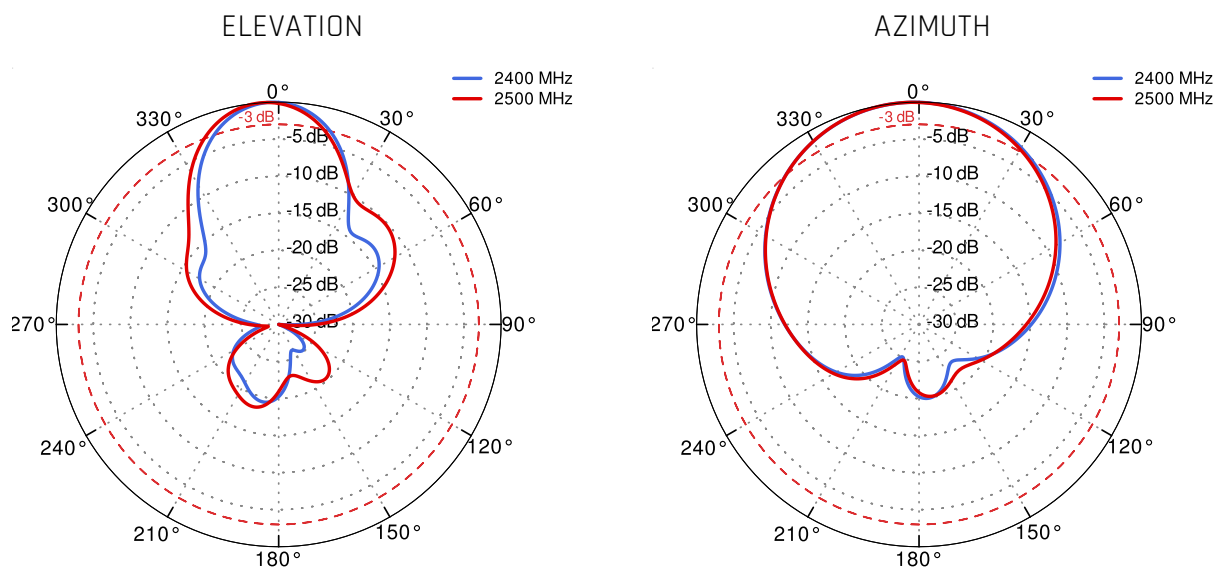 ELEVATION
2400 MHz
2500 MHz
0°
330°
-3 dB
30°
-5 dB
-10 dB
300°
-15 dB
60°
-20 dB
-25 dB
270°
-30 dB
90°
240°
120°
210°
150°
180°
AZIMUTH
2400 MHz
2500 MHz
0°
330°
-3 dB
30°
-5 dB
-10 dB
300°
-15 dB
60°
-20 dB
-25 dB
270°
-30 dB
90°
240°
120°
210°
150°
180°